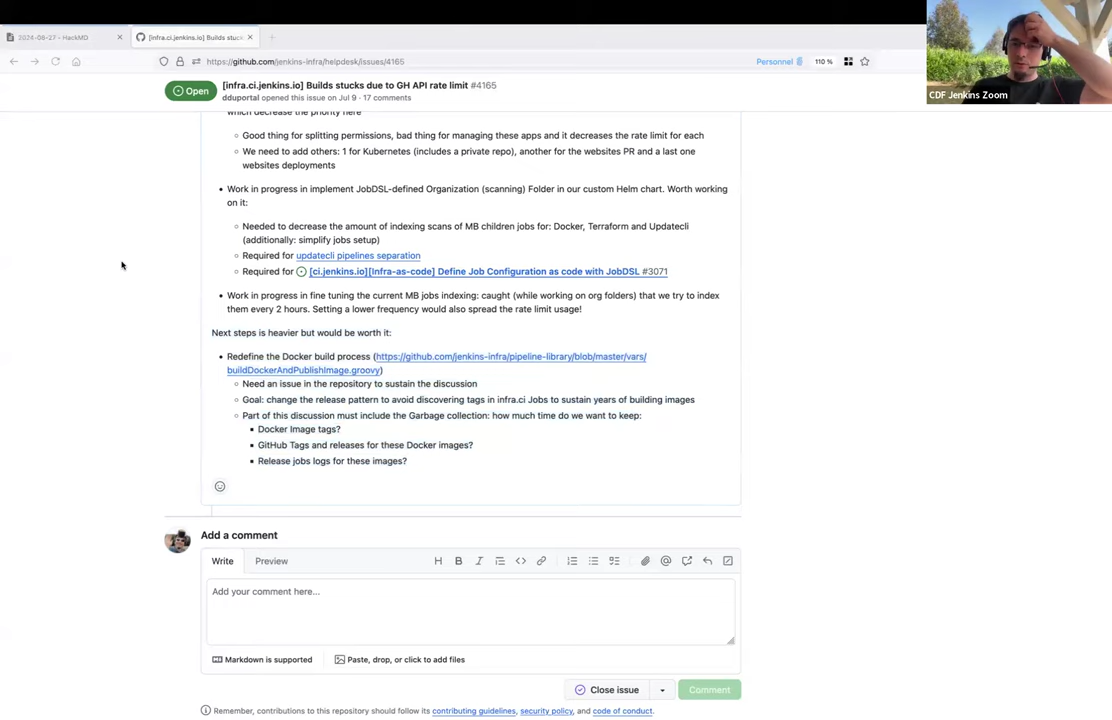 2024-08-27 - HackMD
[infra.ci.jenkins.io] Builds stuck
https://github.com/jenkins-infra/helpdesk/issues/4165
Personnel
110 %
CDF Jenkins Zoom
Open
[infra.ci.jenkins.io] Builds stucks due to GH API rate limit #4165
dduportal opened this issue on Jul 9 · 17 comments
which decrease the priority here
Good thing for splitting permissions, bad thing for managing these apps and it decreases the rate limit for each
We need to add others: 1 for Kubernetes (includes a private repo), another for the websites PR and a last one
websites deployments
Work in progress in implement JobDSL-defined Organization (scanning) Folder in our custom Helm chart. Worth working
on it:
Needed to decrease the amount of indexing scans of MB children jobs for: Docker, Terraform and Updatecli
(additionally: simplify jobs setup)
Required for updatecli pipelines separation
Required for [ci.jenkins.io][Infra-as-code] Define Job Configuration as code with JobDSL #3071
Work in progress in fine tuning the current MB jobs indexing: caught (while working on org folders) that we try to index
them every 2 hours. Setting a lower frequency would also spread the rate limit usage!
Next steps is heavier but would be worth it:
Redefine the Docker build process (https://github.com/jenkins-infra/pipeline-library/blob/master/vars/
buildDockerAndPublishImage.groovy)
Need an issue in the repository to sustain the discussion
Goal: change the release pattern to avoid discovering tags in infra.ci Jobs to sustain years of building images
Part of this discussion must include the Garbage collection: how much time do we want to keep:
Docker Image tags?
GitHub Tags and releases for these Docker images?
Release jobs logs for these images?
Add a comment
Write
Preview
Add your comment here...
Markdown is supported
Paste, drop, or click to add files
Close issue
Comment
Remember, contributions to this repository should follow its contributing guidelines, security policy, and code of conduct.